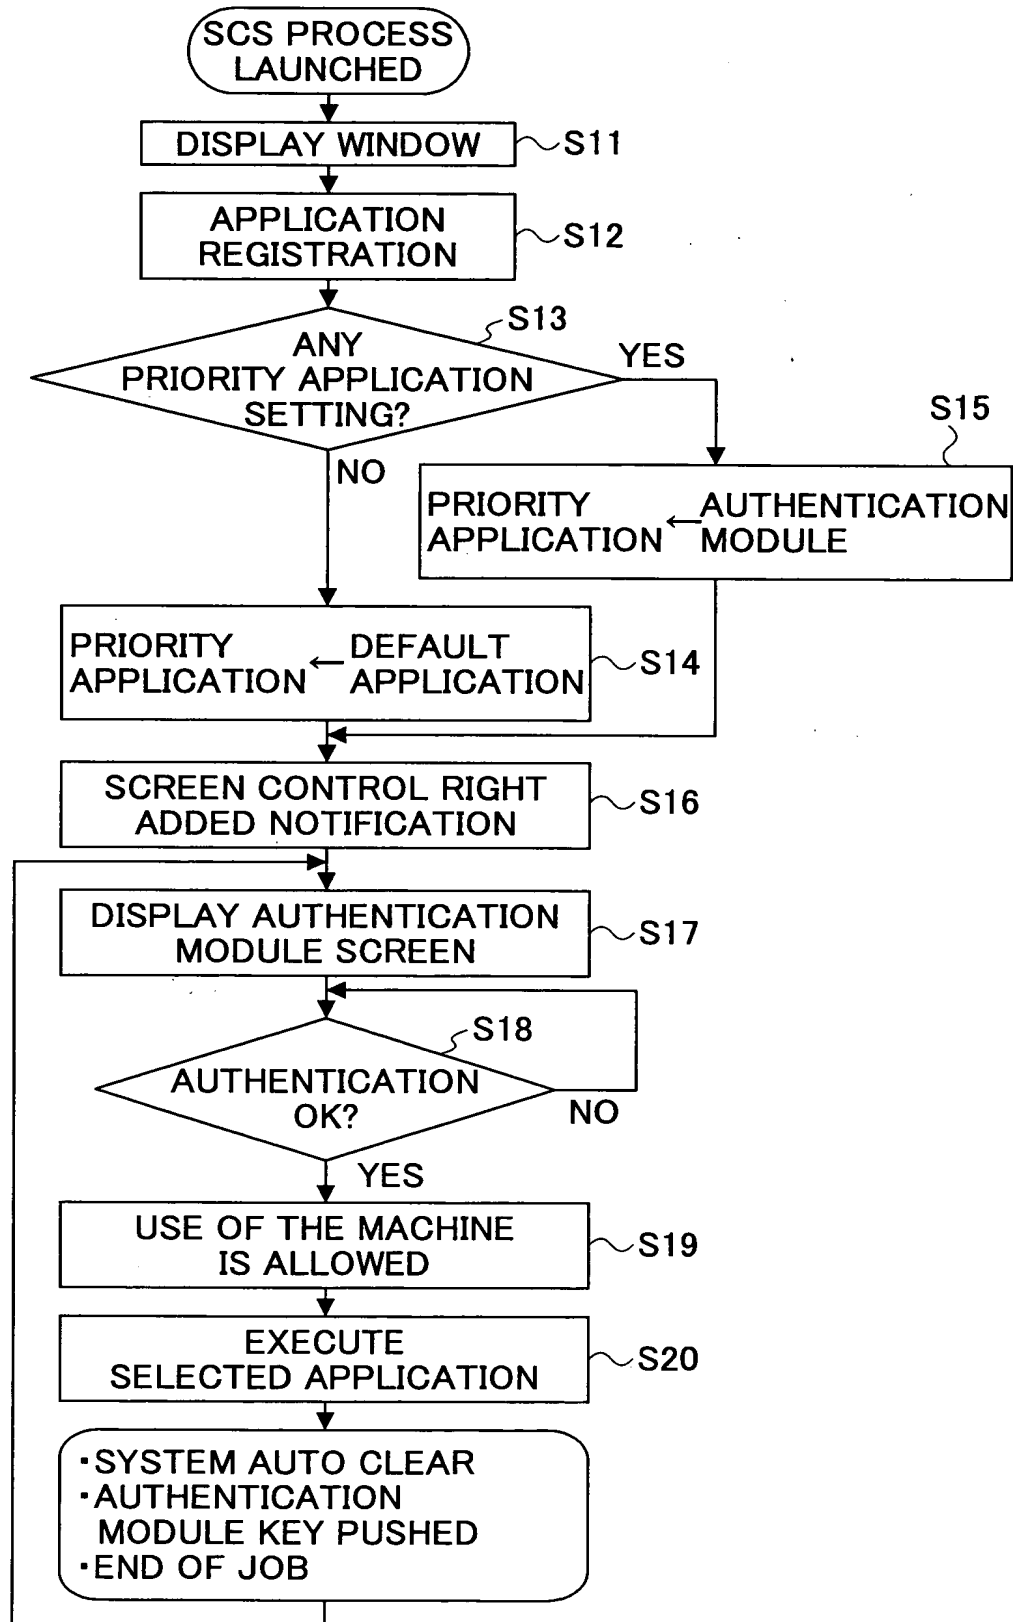 SCS PROCESS
LAUNCHED
DISPLAY WINDOW
S11
APPLICATION
REGISTRATION
S12
S13
ANY
PRIORITY APPLICATION
SETTING?
YES
NO
S15
PRIORITY
APPLICATION
←
AUTHENTICATION
MODULE
PRIORITY
APPLICATION
←
DEFAULT
APPLICATION
S14
SCREEN CONTROL RIGHT
ADDED NOTIFICATION
S16
DISPLAY AUTHENTICATION
MODULE SCREEN
S17
S18
AUTHENTICATION
OK?
NO
YES
USE OF THE MACHINE
IS ALLOWED
S19
EXECUTE
SELECTED APPLICATION
S20
・SYSTEM AUTO CLEAR
・AUTHENTICATION
MODULE KEY PUSHED
・END OF JOB